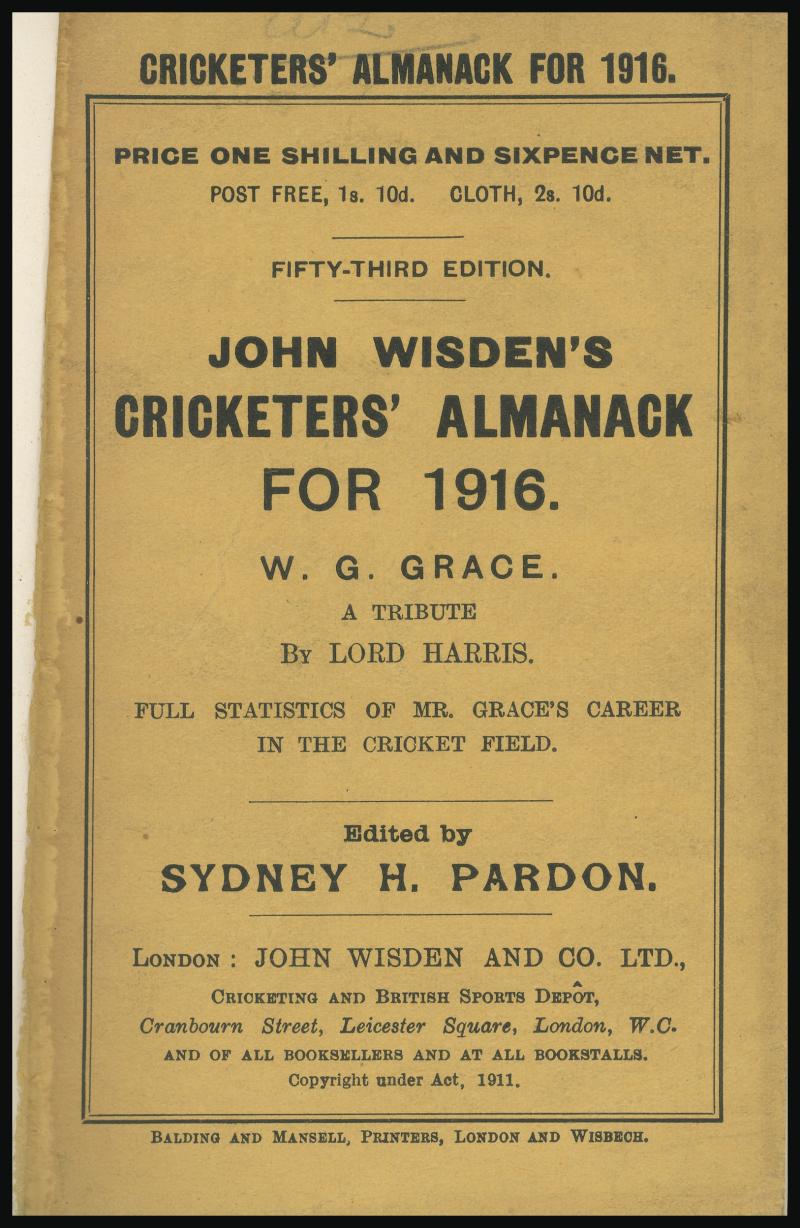 CRICKETERS' ALMANACK FOR 1916.
PRICE ONE SHILLING AND SIXPENCE NET.
POST FREE, 1s. 10d. CLOTH, 2s. 10d.
FIFTY-THIRD EDITION.
JOHN WISDEN'S
CRICKETERS' ALMANACK
FOR 1916.
W. G. GRACE.
A TRIBUTE
BY LORD HARRIS.
FULL STATISTICS OF MR. GRACE'S CAREER
IN THE CRICKET FIELD.
Edited by
SYDNEY H. PARDON.
LONDON: JOHN WISDEN AND CO. LTD.,
CRICKETING AND BRITISH SPORTS DEPÔT,
Cranbourn Street, Leicester Square, London, W.C.
AND OF ALL BOOKSELLERS AND AT ALL BOOKSTALLS.
Copyright under Act, 1911.
BALDING AND MANSELL, PRINTERS, LONDON AND WISBECH.